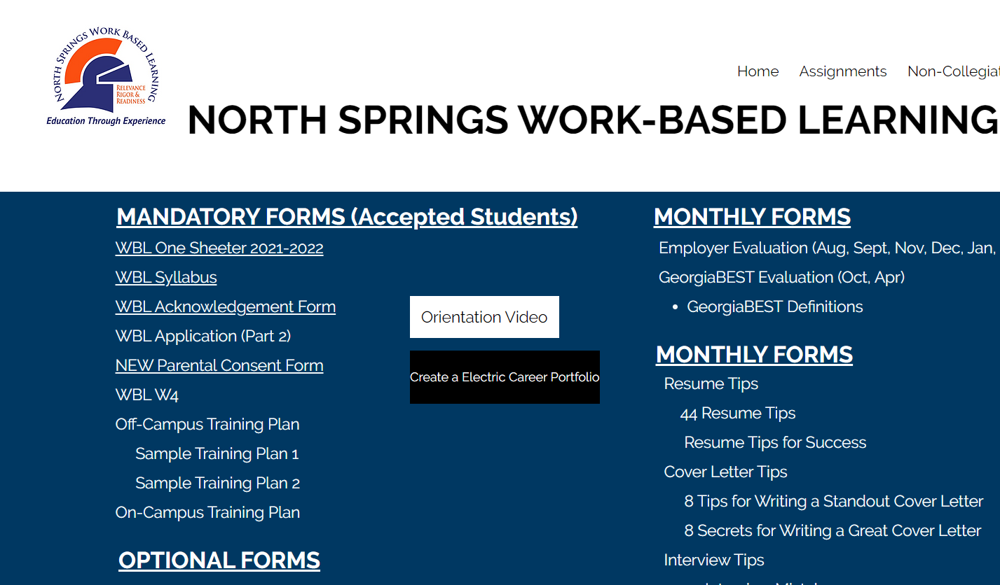 NORTH SPRINGS WORK BASED LEARNING
RELEVANCE
RIGOR &
READINESS
Education Through Experience
Home Assignments Non-Collegiat
NORTH SPRINGS WORK-BASED LEARNING
MANDATORY FORMS (Accepted Students)
WBL One Sheeter 2021-2022
WBL Syllabus
WBL Acknowledgement Form
WBL Application (Part 2)
NEW Parental Consent Form
WBL W4
Off-Campus Training Plan
Sample Training Plan 1
Sample Training Plan 2
On-Campus Training Plan
OPTIONAL FORMS
Orientation Video
Create a Electric Career Portfolio
MONTHLY FORMS
Employer Evaluation (Aug, Sept, Nov, Dec, Jan,
GeorgiaBEST Evaluation (Oct, Apr)
• GeorgiaBEST Definitions
MONTHLY FORMS
Resume Tips
44 Resume Tips
Resume Tips for Success
Cover Letter Tips
8 Tips for Writing a Standout Cover Letter
8 Secrets for Writing a Great Cover Letter
Interview Tips